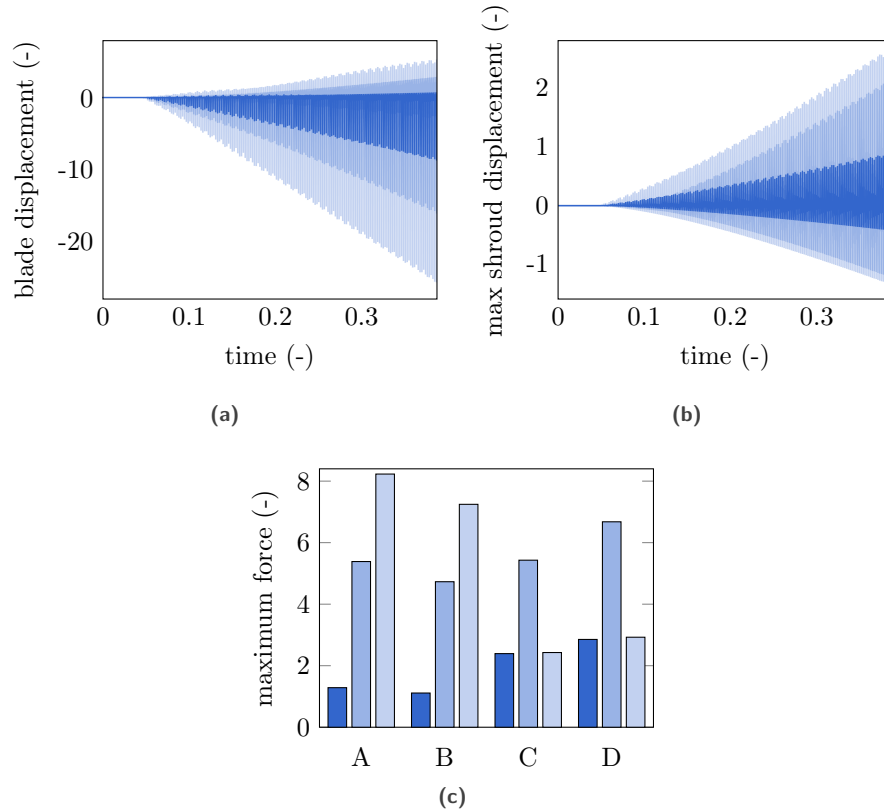 blade displacement (-)
0
-10
-20
0
0.1
0.2
0.3
time (-)
(a)
max shroud displacement (-)
2
1
0
-1
0
0.1
0.2
0.3
time (-)
(b)
maximum force (-)
8
6
4
2
0
A
B
C
D
(c)